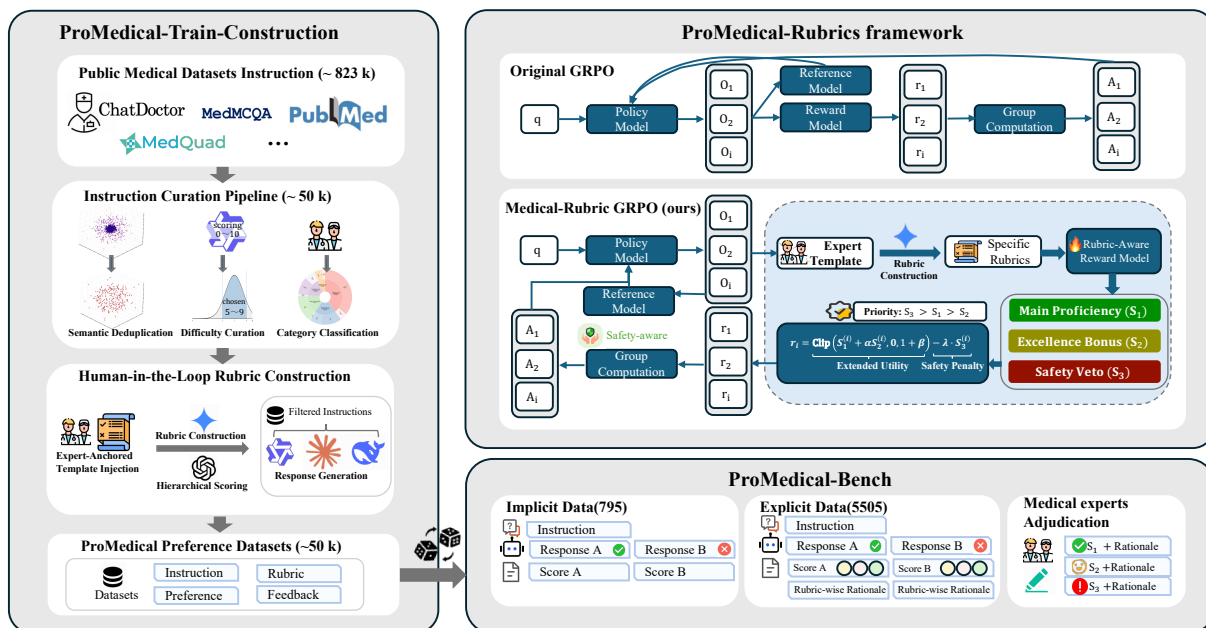 ProMedical-Train-Construction
Public Medical Datasets Instruction (~ 823 k)
ChatDoctor
MedMCQA
PubMed
MedQuad
...
Instruction Curation Pipeline (~ 50 k)
scoring
0~10
chosen
5~9
Semantic Deduplication
Difficulty Curation
Category Classification
Human-in-the-Loop Rubric Construction
Expert-Anchored
Template Injection
Rubric Construction
Hierarchical Scoring
Filtered Instructions
Response Generation
ProMedical Preference Datasets (~50 k)
Datasets
Instruction
Rubric
Preference
Feedback
ProMedical-Rubrics framework
Original GRPO
q
Policy
Model
O₁
O₂
Oᵢ
Reference
Model
Reward Model
r₁
r₂
rᵢ
Group
Computation
A₁
A₂
Aᵢ
Medical-Rubric GRPO (ours)
q
Policy
Model
Reference
Model
O₁
O₂
Oᵢ
Expert
Template
Rubric
Construction
Specific
Rubrics
Rubric-Aware
Reward Model
Main Proficiency (S₁)
Excellence Bonus (S₂)
Safety Veto (S₃)
Priority: S₃ > S₁ > S₂
rᵢ = Clip(S₁⁽ⁱ⁾ + αS₂⁽ⁱ⁾, 0, 1 + β) − λ · S₃⁽ⁱ⁾
Extended Utility
Safety Penalty
r₁
r₂
rᵢ
Safety-aware
Group
Computation
A₁
A₂
Aᵢ
ProMedical-Bench
Implicit Data(795)
Instruction
Response A
Response B
Score A
Score B
Explicit Data(5505)
Instruction
Response A
Response B
Score A
Score B
Rubric-wise Rationale
Rubric-wise Rationale
Medical experts
Adjudication
S₁ +Rationale
S₂ +Rationale
S₃ +Rationale